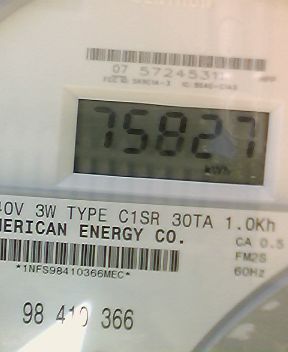 07 5724531
75827
kWh
40V 3W TYPE C1SR 30TA 1.0Kh
MERICAN ENERGY CO.
CA 0.5
FM2S
60Hz
*1NFS98410366MEC*
98 410 366